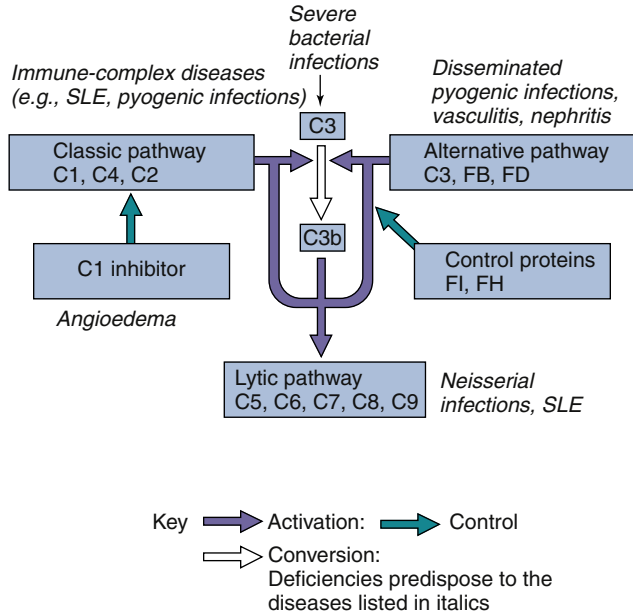 Severe
bacterial
infections
Immune-complex diseases
(e.g., SLE, pyogenic infections)
Disseminated
pyogenic infections,
vasculitis, nephritis
C3
Classic pathway
C1, C4, C2
Alternative pathway
C3, FB, FD
C3b
C1 inhibitor
Control proteins
FI, FH
Angioedema
Lytic pathway
C5, C6, C7, C8, C9
Neisserial
infections, SLE
Key Activation: Control
Conversion:
Deficiencies predispose to the
diseases listed in italics